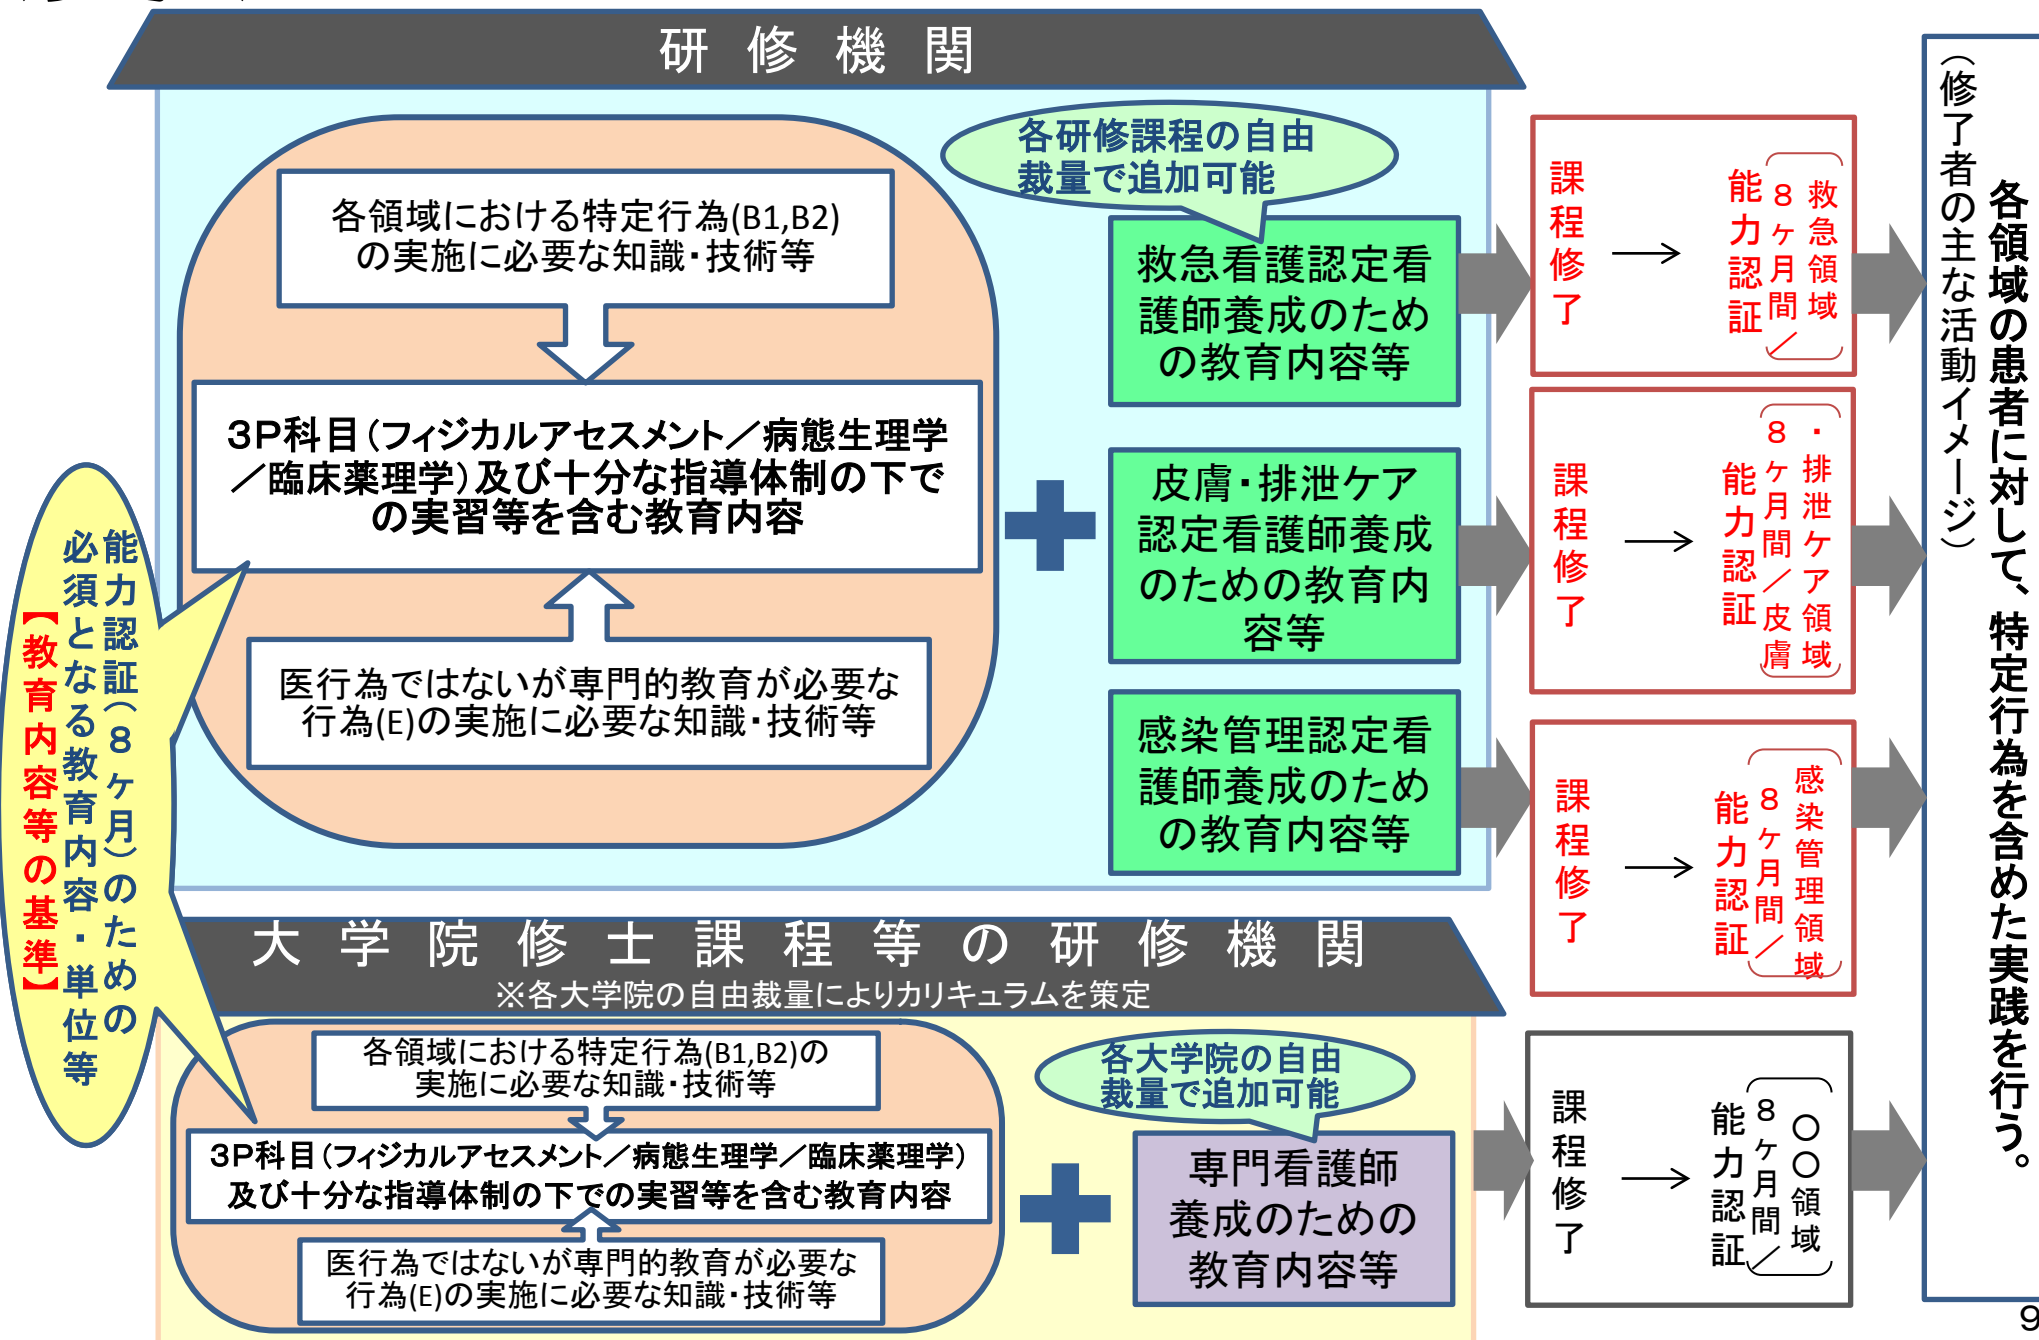 研修機関
各領域における特定行為(B1,B2)
の実施に必要な知識・技術等
3P科目(フィジカルアセスメント/病態生理学
/臨床薬理学)及び十分な指導体制の下で
の実習等を含む教育内容
医行為ではないが専門的教育が必要な
行為(E)の実施に必要な知識・技術等
各研修課程の自由
裁量で追加可能
救急看護認定看
護師養成のため
の教育内容等
皮膚・排泄ケア
認定看護師養成
のための教育内
容等
感染管理認定看
護師養成のため
の教育内容等
課程修了
→
能力認証
救急領域
8ヶ月間/
課程修了
→
能力認証
8ヶ月間/皮膚
・排泄ケア領域
課程修了
→
能力認証
感染管理領域
8ヶ月間/
能力認証(8ヶ月)のための
必須となる教育内容・単位等
【教育内容等の基準】
大学院修士課程等の研修機関
※各大学院の自由裁量によりカリキュラムを策定
各領域における特定行為(B1,B2)の
実施に必要な知識・技術等
3P科目(フィジカルアセスメント/病態生理学/臨床薬理学)
及び十分な指導体制の下での実習等を含む教育内容
医行為ではないが専門的教育が必要な
行為(E)の実施に必要な知識・技術等
各大学院の自由
裁量で追加可能
専門看護師
養成のための
教育内容等
課程修了
→
能力認証
〇〇領域
8ヶ月間/
各領域の患者に対して、特定行為を含めた実践を行う。
(修了者の主な活動イメージ)
9